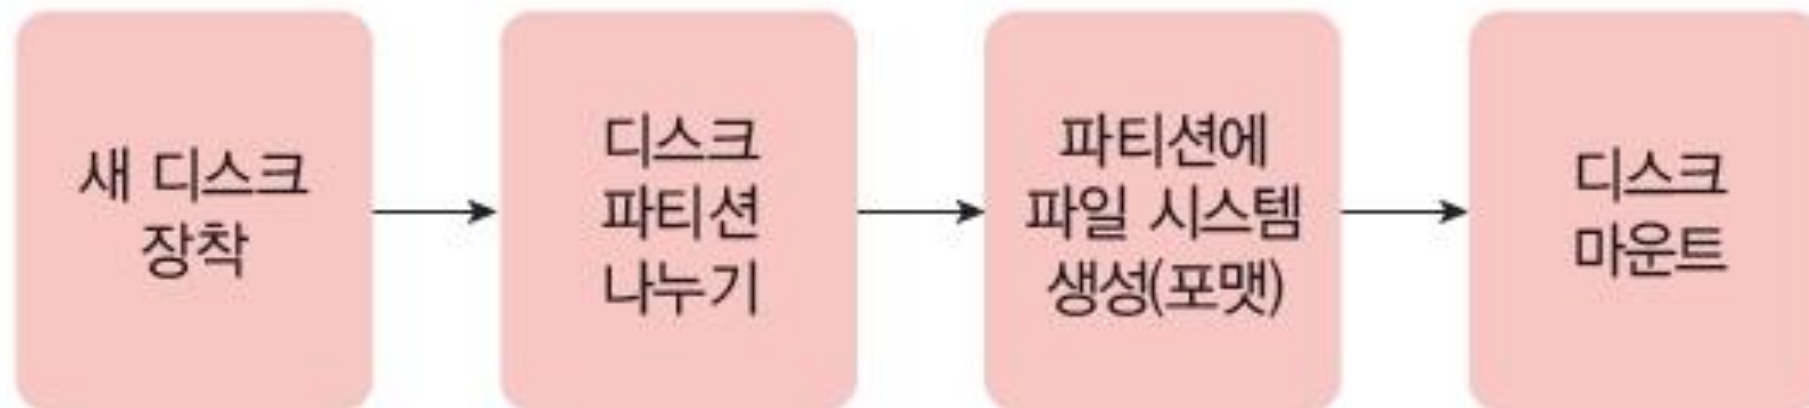 새 디스크
장착
디스크
파티션
나누기
파티션에
파일 시스템
생성(포맷)
디스크
마운트